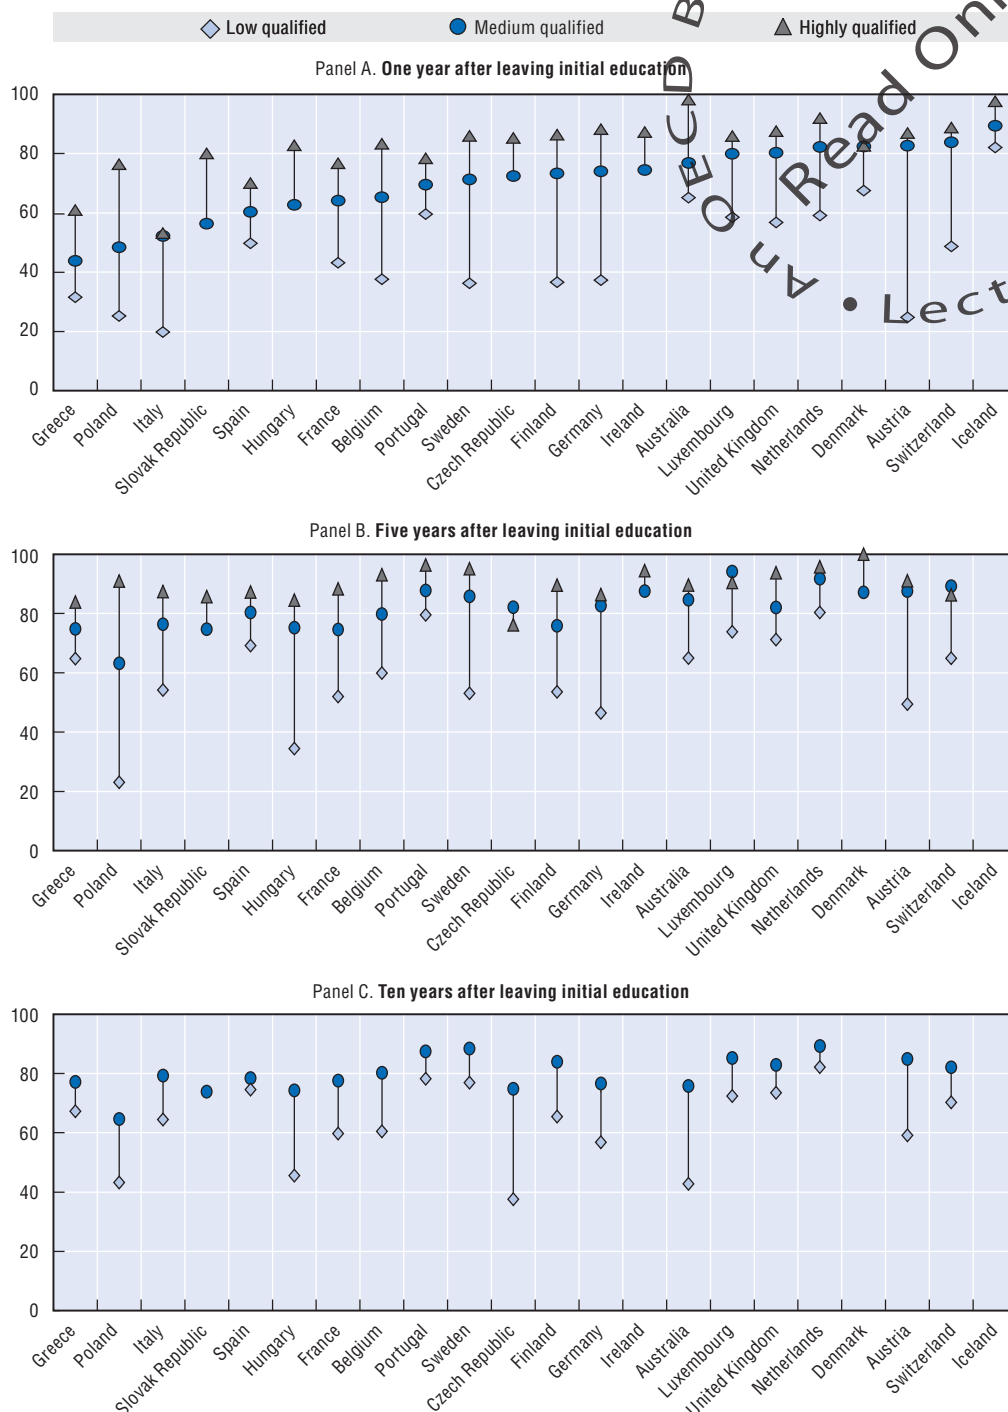 Low qualified Medium qualified Highly qualified
An OECD B
Read On
• Lect
Panel A. One year after leaving initial education
100
80
60
40
20
0
Greece Poland Italy Slovak Republic Spain Hungary France Belgium Portugal Sweden Czech Republic Finland Germany Ireland Australia Luxembourg United Kingdom Netherlands Denmark Austria Switzerland Iceland
Panel B. Five years after leaving initial education
100
80
60
40
20
0
Greece Poland Italy Slovak Republic Spain Hungary France Belgium Portugal Sweden Czech Republic Finland Germany Ireland Australia Luxembourg United Kingdom Netherlands Denmark Austria Switzerland Iceland
Panel C. Ten years after leaving initial education
100
80
60
40
20
0
Greece Poland Italy Slovak Republic Spain Hungary France Belgium Portugal Sweden Czech Republic Finland Germany Ireland Australia Luxembourg United Kingdom Netherlands Denmark Austria Switzerland Iceland